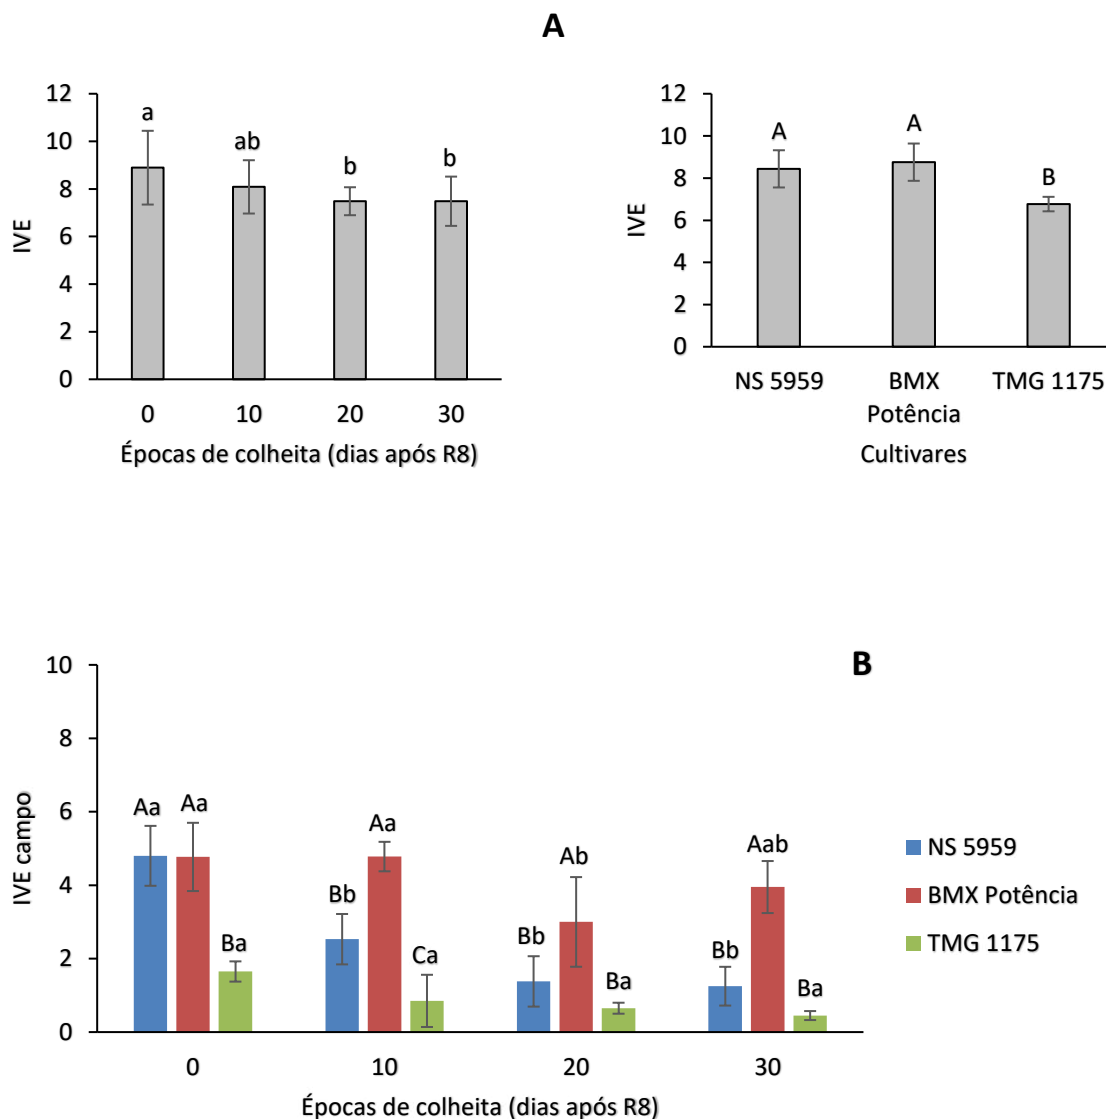 A
12
10
8
6
4
2
0
IVE
a
ab
b
b
0 10 20 30
Épocas de colheita (dias após R8)
12
10
8
6
4
2
0
IVE
A
A
B
NS 5959 BMX TMG 1175
Potência
Cultivares
B
10
8
6
4
2
0
IVE campo
Aa Aa Ba
Bb Aa Ca
Bb Ab Ba
Bb Aab Ba
0 10 20 30
Épocas de colheita (dias após R8)
NS 5959
BMX Potência
TMG 1175